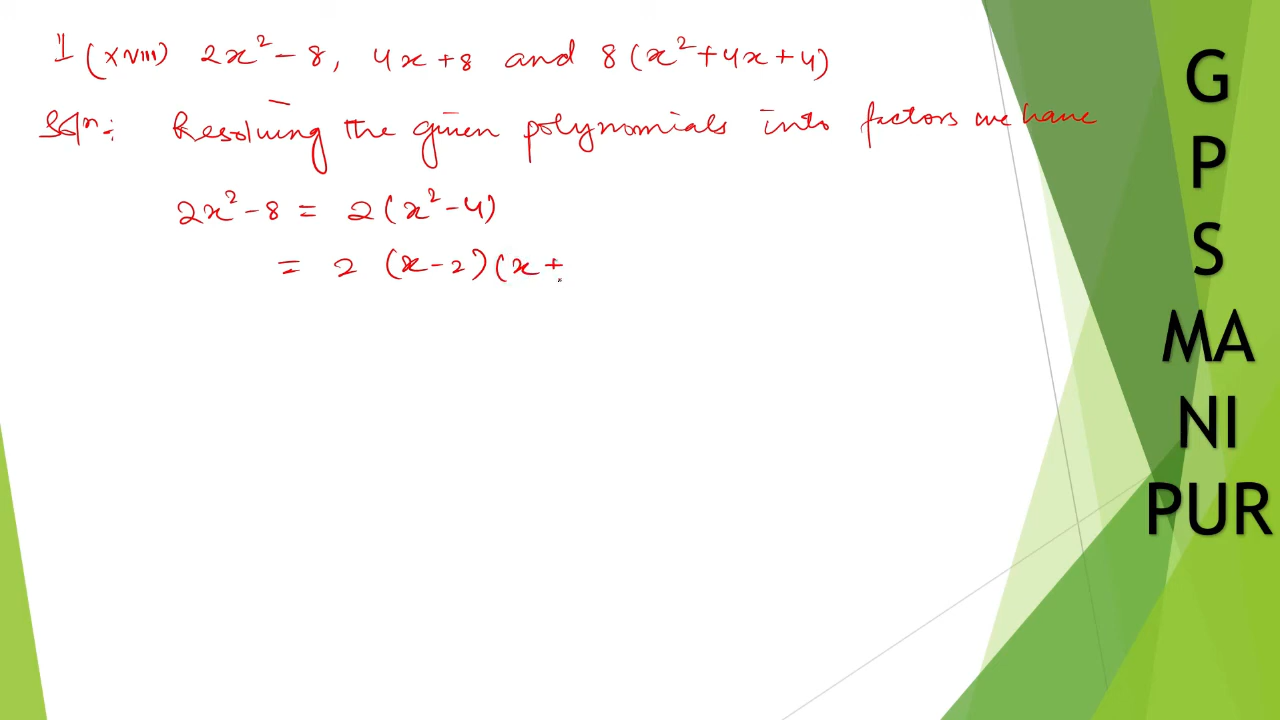 1 (xviii) 2x² - 8, 4x + 8 and 8(x² + 4x + 4)
Solⁿ: Resolving the given polynomials into factors we have
2x² - 8 = 2(x² - 4)
= 2 (x - 2)(x +
G
P
S
MA
NI
PUR